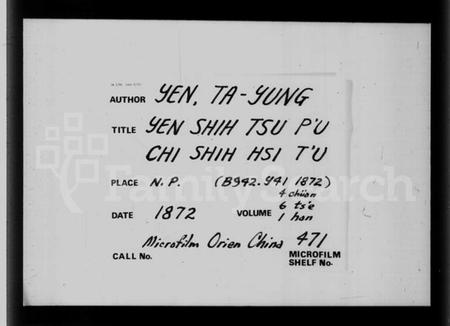 AUTHOR YEN, TA-YUNG
TITLE YEN SHIH TSU P'U
CHI SHIH HSI T'U
PLACE N.P. (B942.Y41 1872)
4 chüan
DATE 1872 VOLUME 6 ts'e
1 han
Microfilm Orien China 471
CALL No. MICROFILM
SHELF No.
FamilySearch